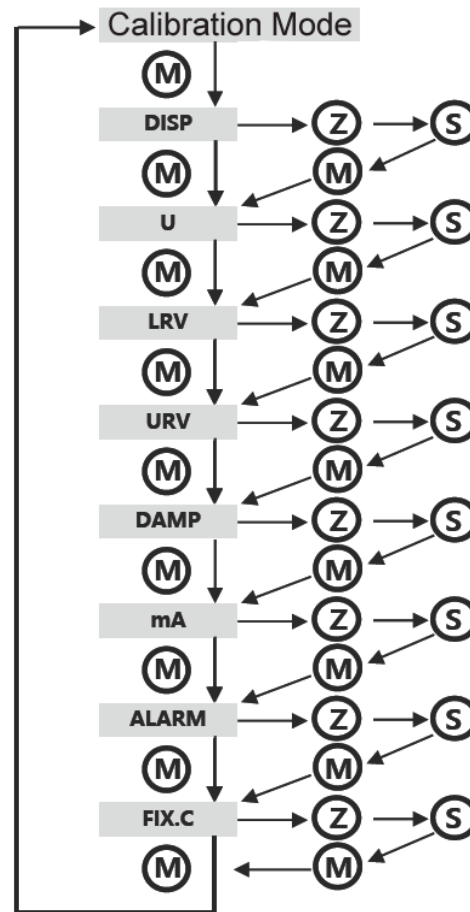 Calibration Mode
M
DISP Z S
M M
U Z S
M M
LRV Z S
M M
URV Z S
M M
DAMP Z S
M M
mA Z S
M M
ALARM Z S
M M
FIX.C Z S
M M